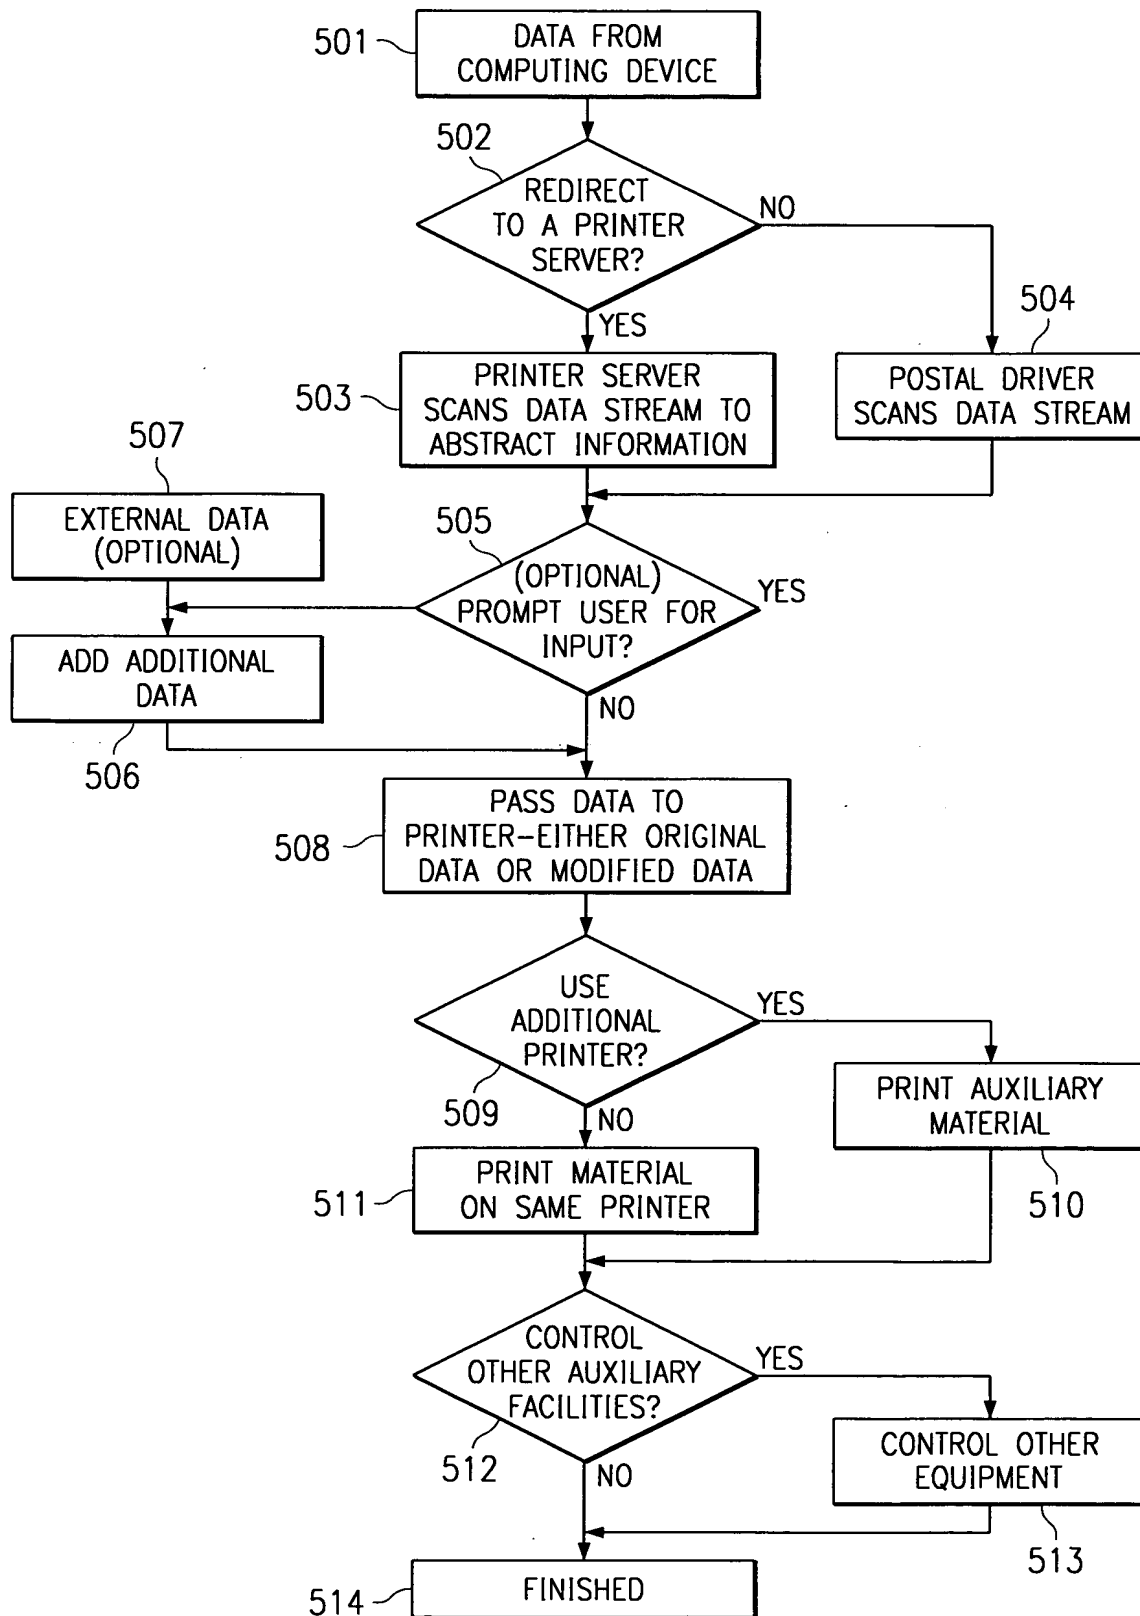 501
DATA FROM
COMPUTING DEVICE
502
REDIRECT
TO A PRINTER
SERVER?
NO
YES
504
503
PRINTER SERVER
SCANS DATA STREAM TO
ABSTRACT INFORMATION
POSTAL DRIVER
SCANS DATA STREAM
507
EXTERNAL DATA
(OPTIONAL)
505
(OPTIONAL)
PROMPT USER FOR
INPUT?
YES
NO
ADD ADDITIONAL
DATA
506
508
PASS DATA TO
PRINTER-EITHER ORIGINAL
DATA OR MODIFIED DATA
USE
ADDITIONAL
PRINTER?
YES
509
NO
PRINT AUXILIARY
MATERIAL
510
511
PRINT MATERIAL
ON SAME PRINTER
CONTROL
OTHER AUXILIARY
FACILITIES?
YES
512
NO
CONTROL OTHER
EQUIPMENT
513
514
FINISHED